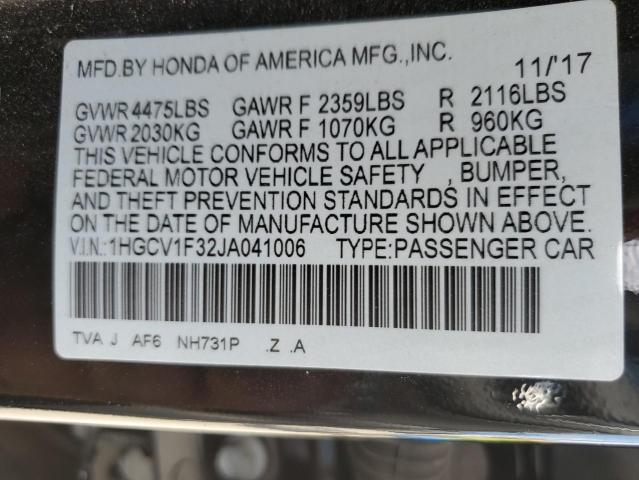 MFD.BY HONDA OF AMERICA MFG.,INC. 11/'17
GVWR 4475LBS GAWR F 2359LBS R 2116LBS
GVWR 2030KG GAWR F 1070KG R 960KG
THIS VEHICLE CONFORMS TO ALL APPLICABLE
FEDERAL MOTOR VEHICLE SAFETY , BUMPER,
AND THEFT PREVENTION STANDARDS IN EFFECT
ON THE DATE OF MANUFACTURE SHOWN ABOVE.
V.I.N.:1HGCV1F32JA041006 TYPE:PASSENGER CAR
TVA J AF6 NH731P .Z .A